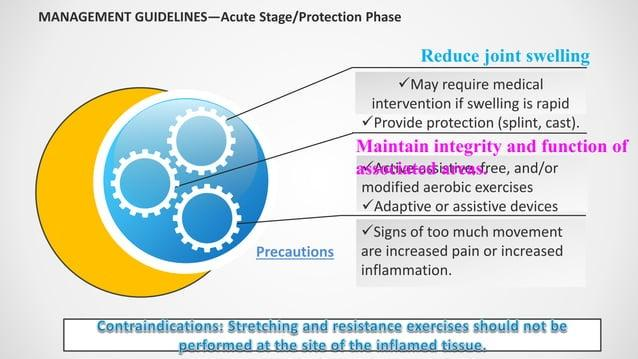 MANAGEMENT GUIDELINES—Acute Stage/Protection Phase
Reduce joint swelling
✓May require medical
intervention if swelling is rapid
✓Provide protection (splint, cast).
Maintain integrity and function of
associated areas.
✓Active-assistive, free, and/or
modified aerobic exercises
✓Adaptive or assistive devices
Precautions
✓Signs of too much movement
are increased pain or increased
inflammation.
Contraindications: Stretching and resistance exercises should not be
performed at the site of the inflamed tissue.